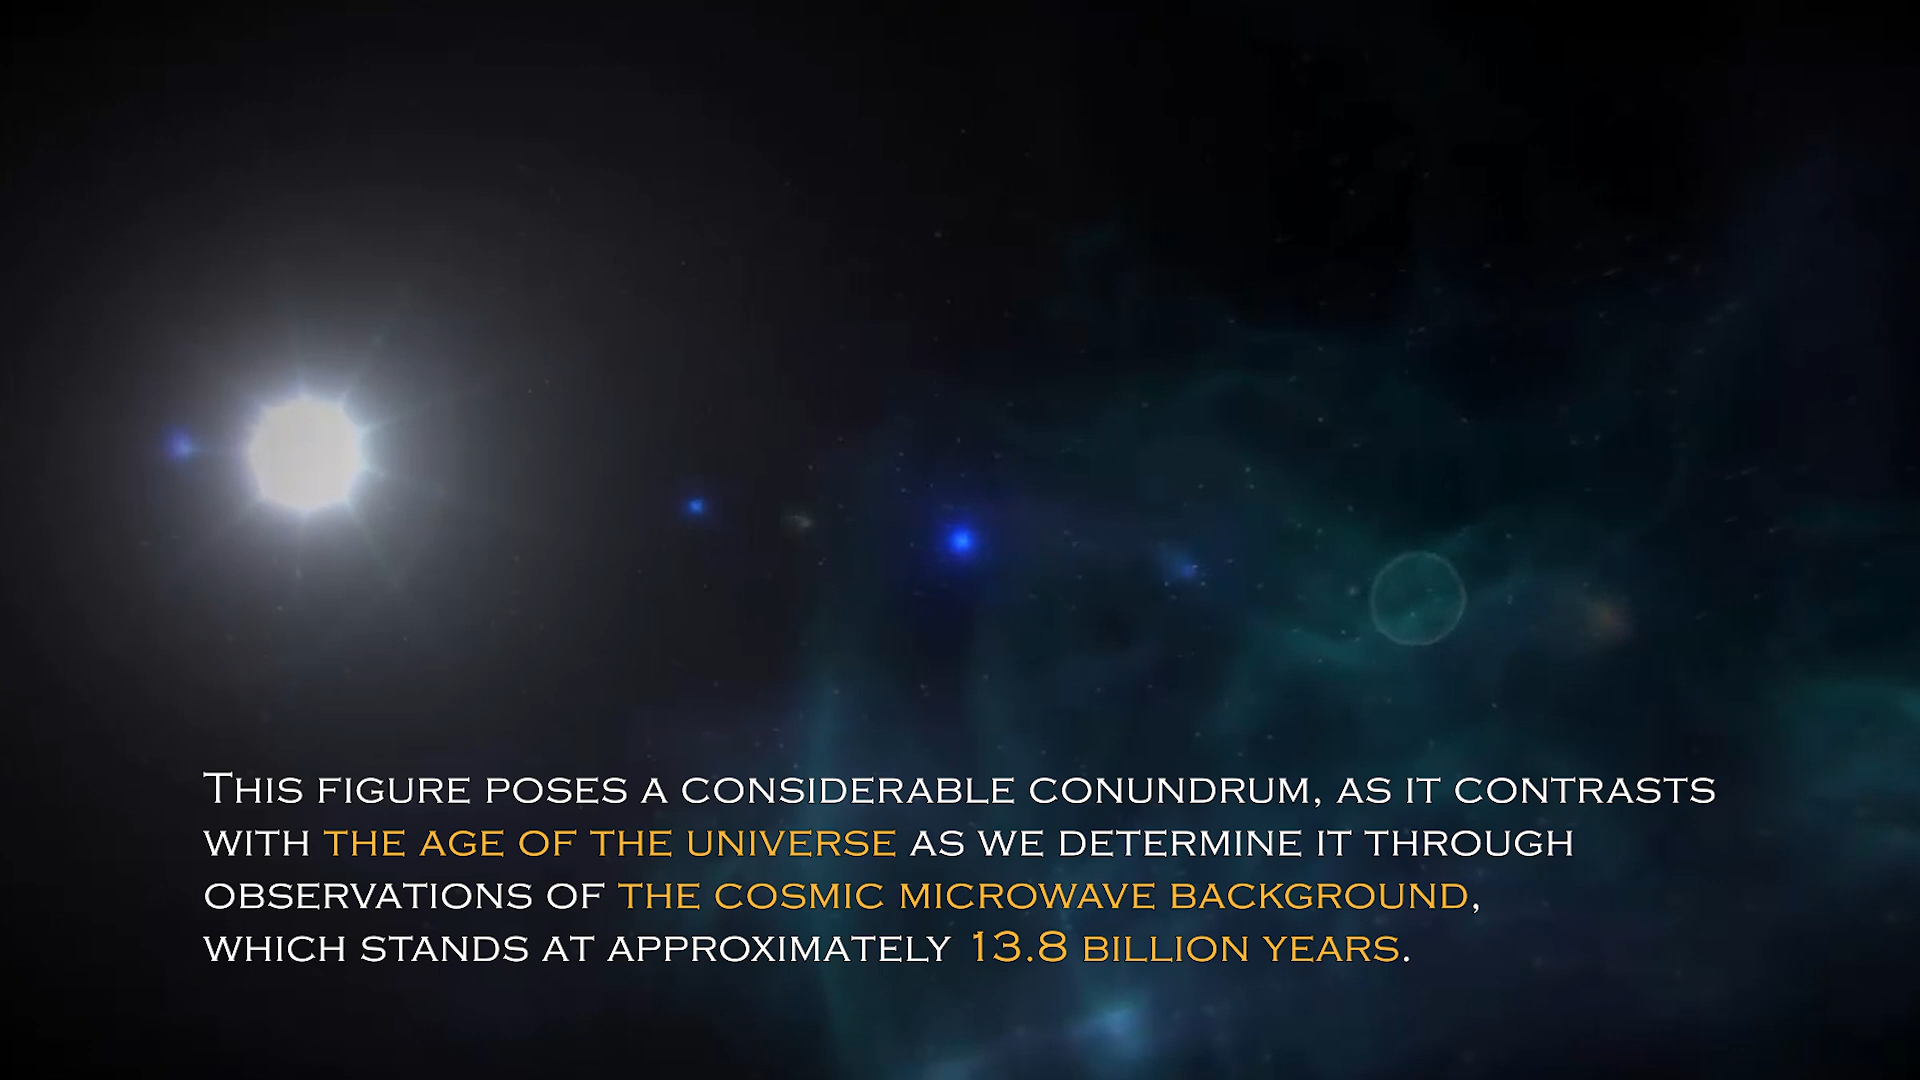 This figure poses a considerable conundrum, as it contrasts
with the age of the universe as we determine it through
observations of the cosmic microwave background,
which stands at approximately 13.8 billion years.